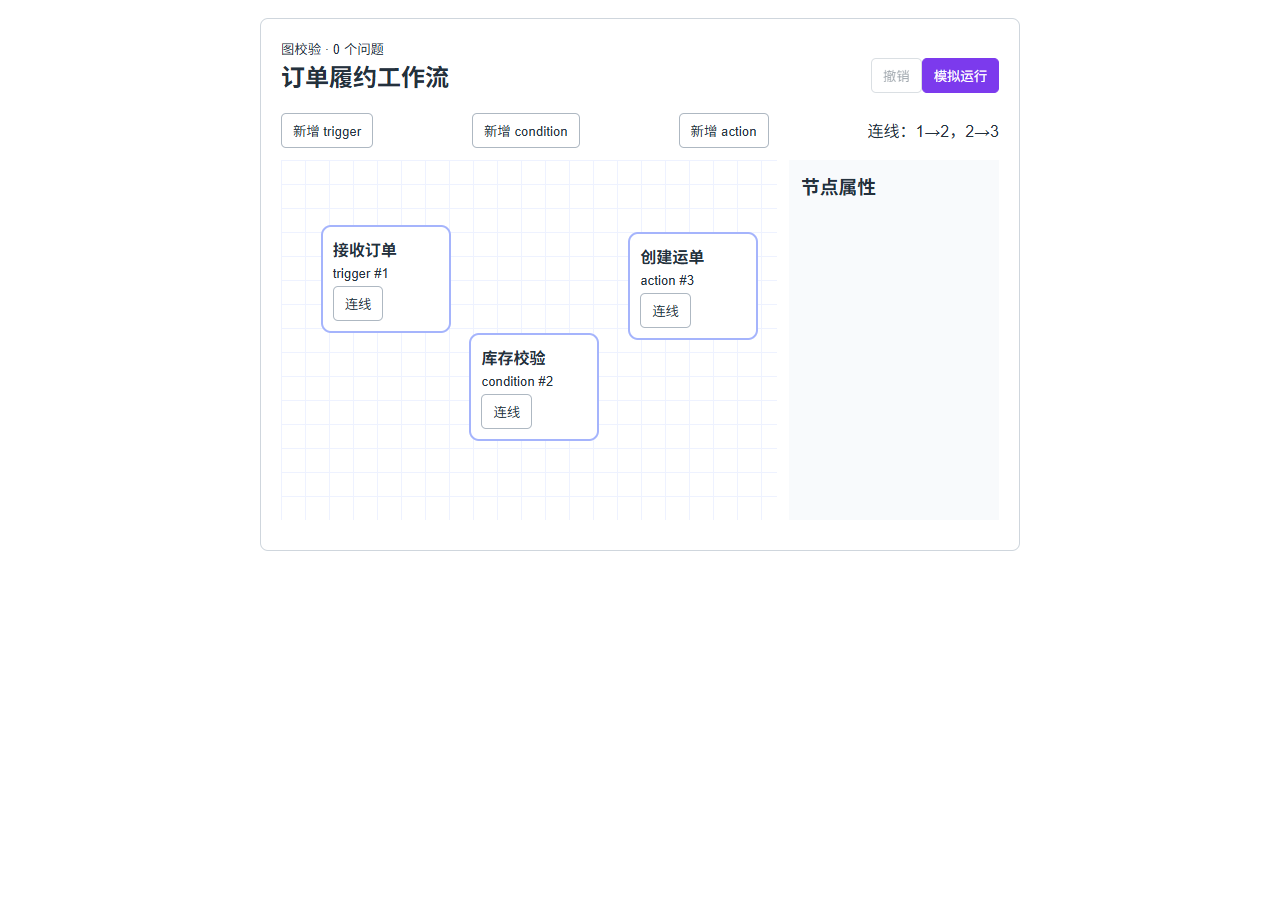 图校验 · 0 个问题
订单履约工作流
撤销
模拟运行
新增 trigger
新增 condition
新增 action
连线：1→2，2→3
节点属性
接收订单
trigger #1
连线
创建运单
action #3
连线
库存校验
condition #2
连线